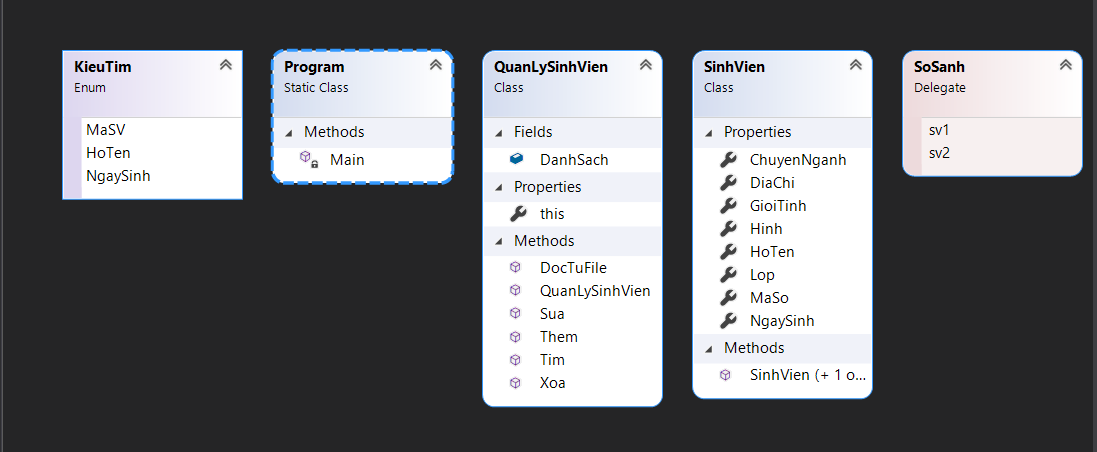 KieuTim
Enum
MaSV
HoTen
NgaySinh
Program
Static Class
Methods
Main
QuanLySinhVien
Class
Fields
DanhSach
Properties
this
Methods
DocTuFile
QuanLySinhVien
Sua
Them
Tim
Xoa
SinhVien
Class
Properties
ChuyenNganh
DiaChi
GioiTinh
Hinh
HoTen
Lop
MaSo
NgaySinh
Methods
SinhVien (+ 1 o...
SoSanh
Delegate
sv1
sv2